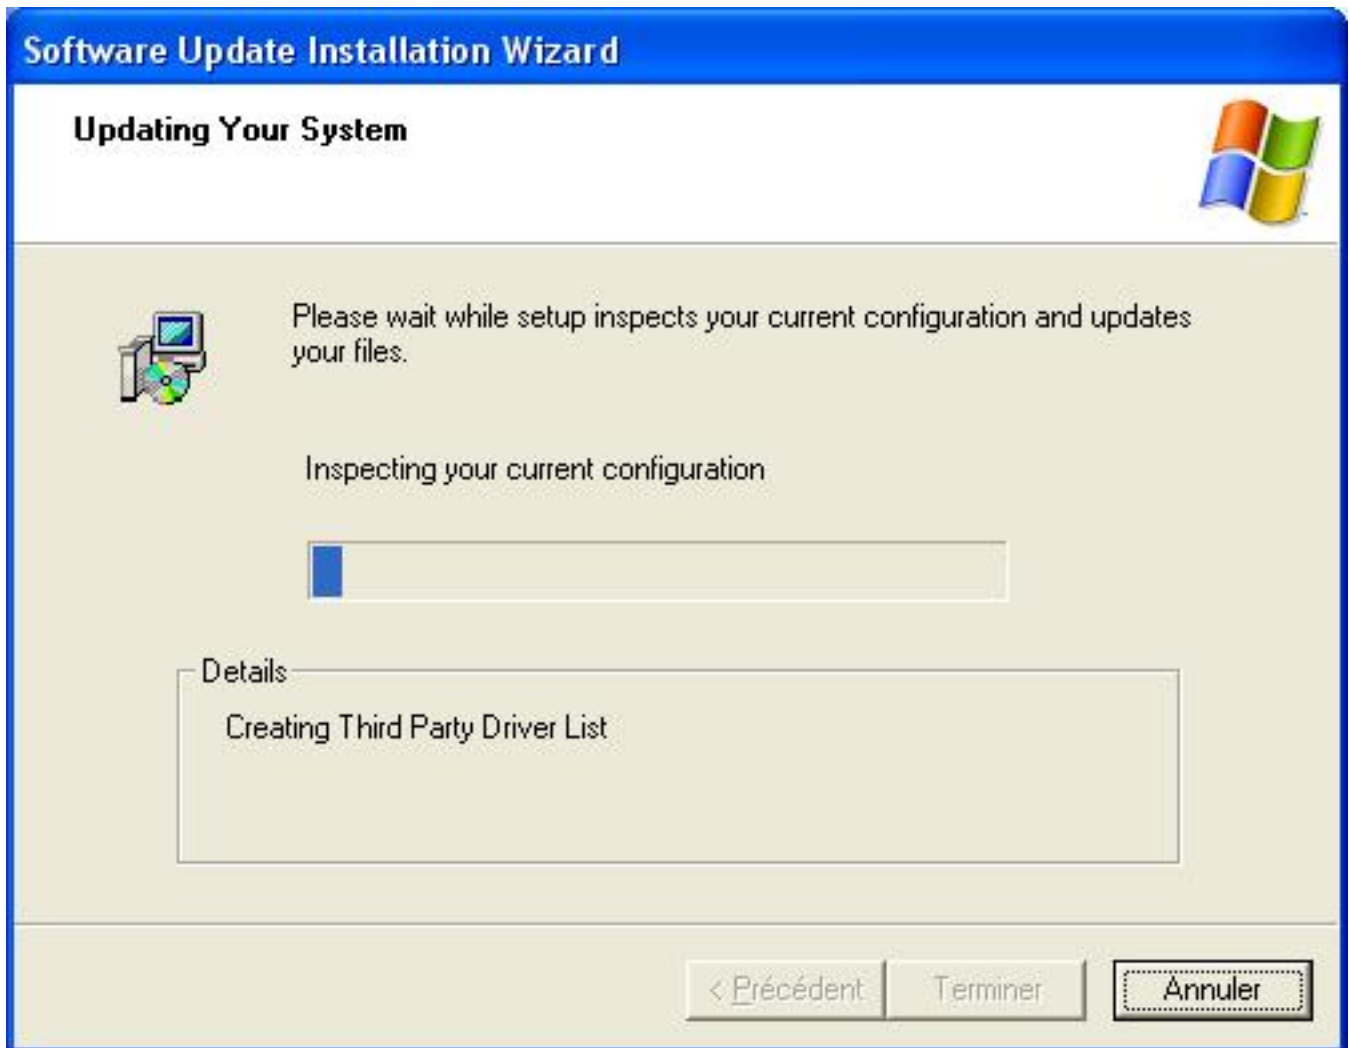 Software Update Installation Wizard
Updating Your System
Please wait while setup inspects your current configuration and updates
your files.
Inspecting your current configuration
Details
Creating Third Party Driver List
< Précédent
Terminer
Annuler